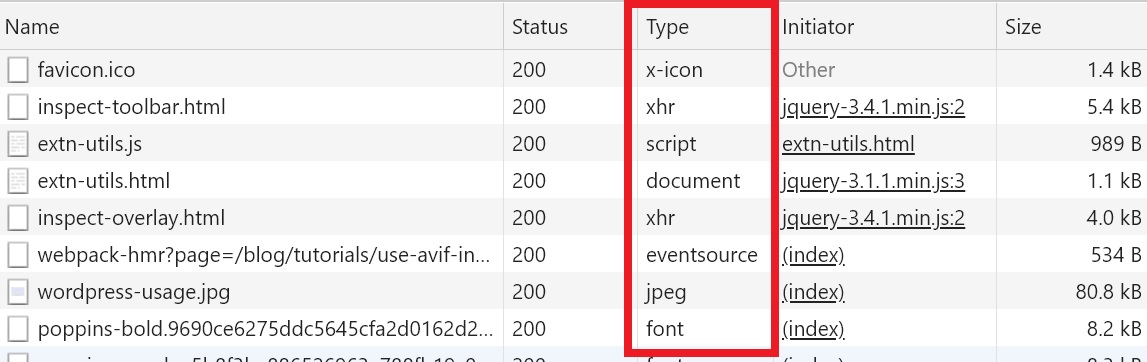 Name Status Type Initiator Size
favicon.ico 200 x-icon Other 1.4 kB
inspect-toolbar.html 200 xhr jquery-3.4.1.min.js:2 5.4 kB
extn-utils.js 200 script extn-utils.html 989 B
extn-utils.html 200 document jquery-3.1.1.min.js:3 1.1 kB
inspect-overlay.html 200 xhr jquery-3.4.1.min.js:2 4.0 kB
webpack-hmr?page=/blog/tutorials/use-avif-in... 200 eventsource (index) 534 B
wordpress-usage.jpg 200 jpeg (index) 80.8 kB
poppins-bold.9690ce6275ddc5645cfa2d0162d2... 200 font (index) 8.2 kB